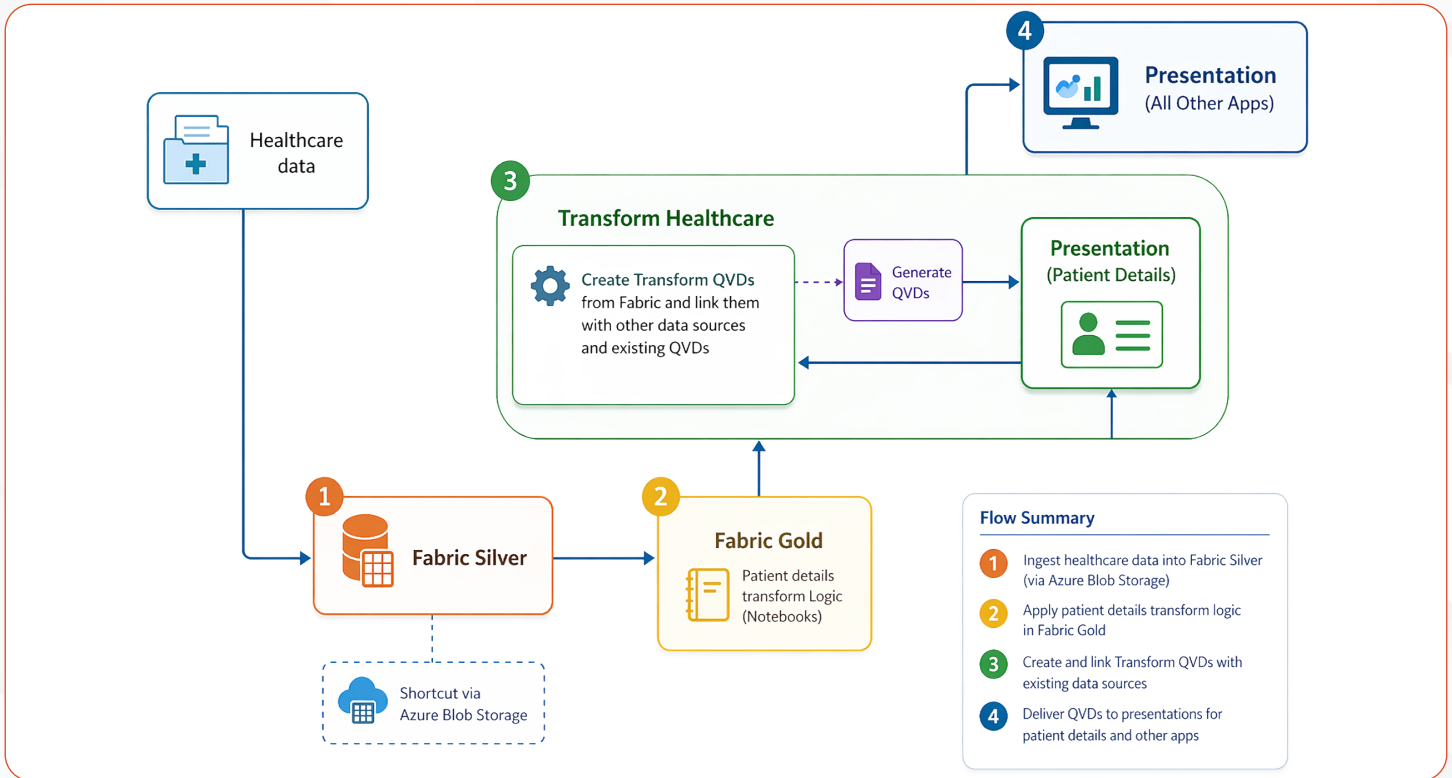 4
Presentation
(All Other Apps)
Healthcare
data
3
Transform Healthcare
Create Transform QVDs
from Fabric and link them
with other data sources
and existing QVDs
Generate
QVDs
Presentation
(Patient Details)
1
Fabric Silver
2
Fabric Gold
Patient details
transform Logic
(Notebooks)
Shortcut via
Azure Blob Storage
Flow Summary
1
Ingest healthcare data into Fabric Silver
(via Azure Blob Storage)
2
Apply patient details transform logic
in Fabric Gold
3
Create and link Transform QVDs with
existing data sources
4
Deliver QVDs to presentations for
patient details and other apps